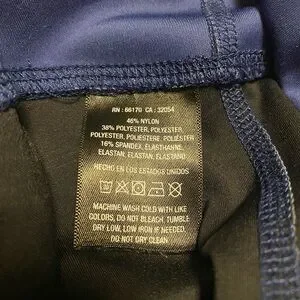 RN : 66170 CA : 32054
46% NYLON
38% POLYESTER, POLYESTER,
POLYESTER, POLIESTERE, POLIÉSTER
16% SPANDEX, ELASTHANNE,
ELASTAN, ELASTAN, ELASTANO
HECHO EN LOS ESTADOS UNIDOS
MACHINE WASH COLD WITH LIKE
COLORS, DO NOT BLEACH, TUMBLE
DRY LOW, LOW IRON IF NEEDED,
DO NOT DRY CLEAN